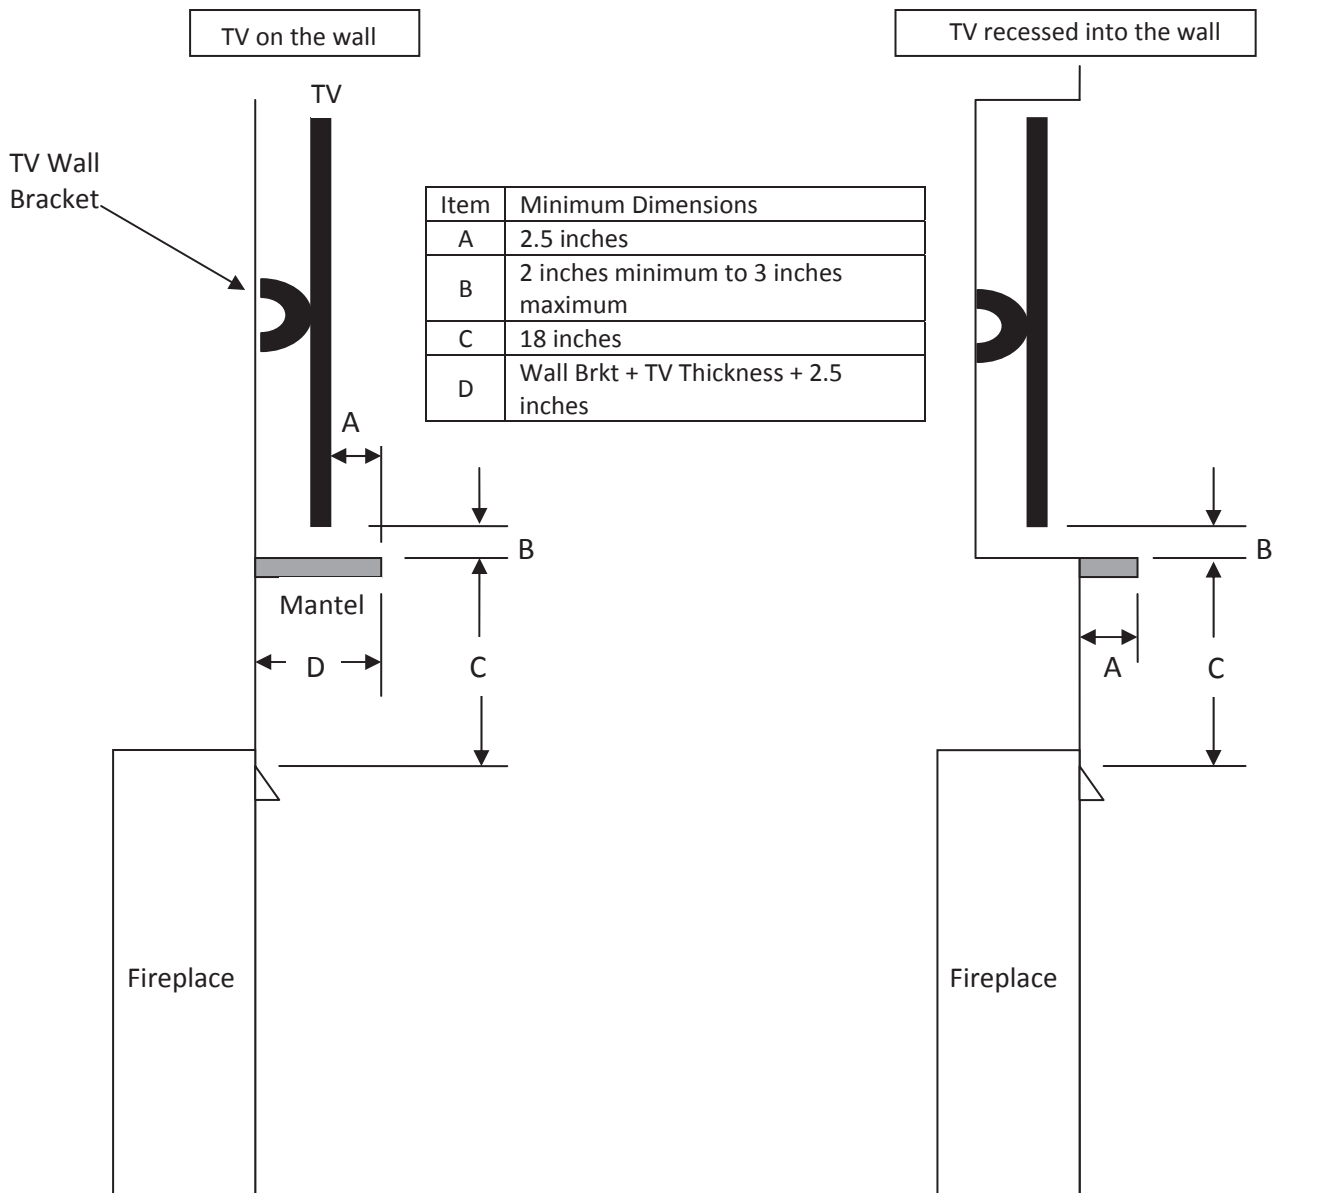 TV on the wall
TV recessed into the wall
TV
TV Wall
Bracket
Item Minimum Dimensions
A 2.5 inches
B 2 inches minimum to 3 inches
maximum
C 18 inches
D Wall Brkt + TV Thickness + 2.5
inches
A
B
B
Mantel
D
C
A
C
Fireplace
Fireplace